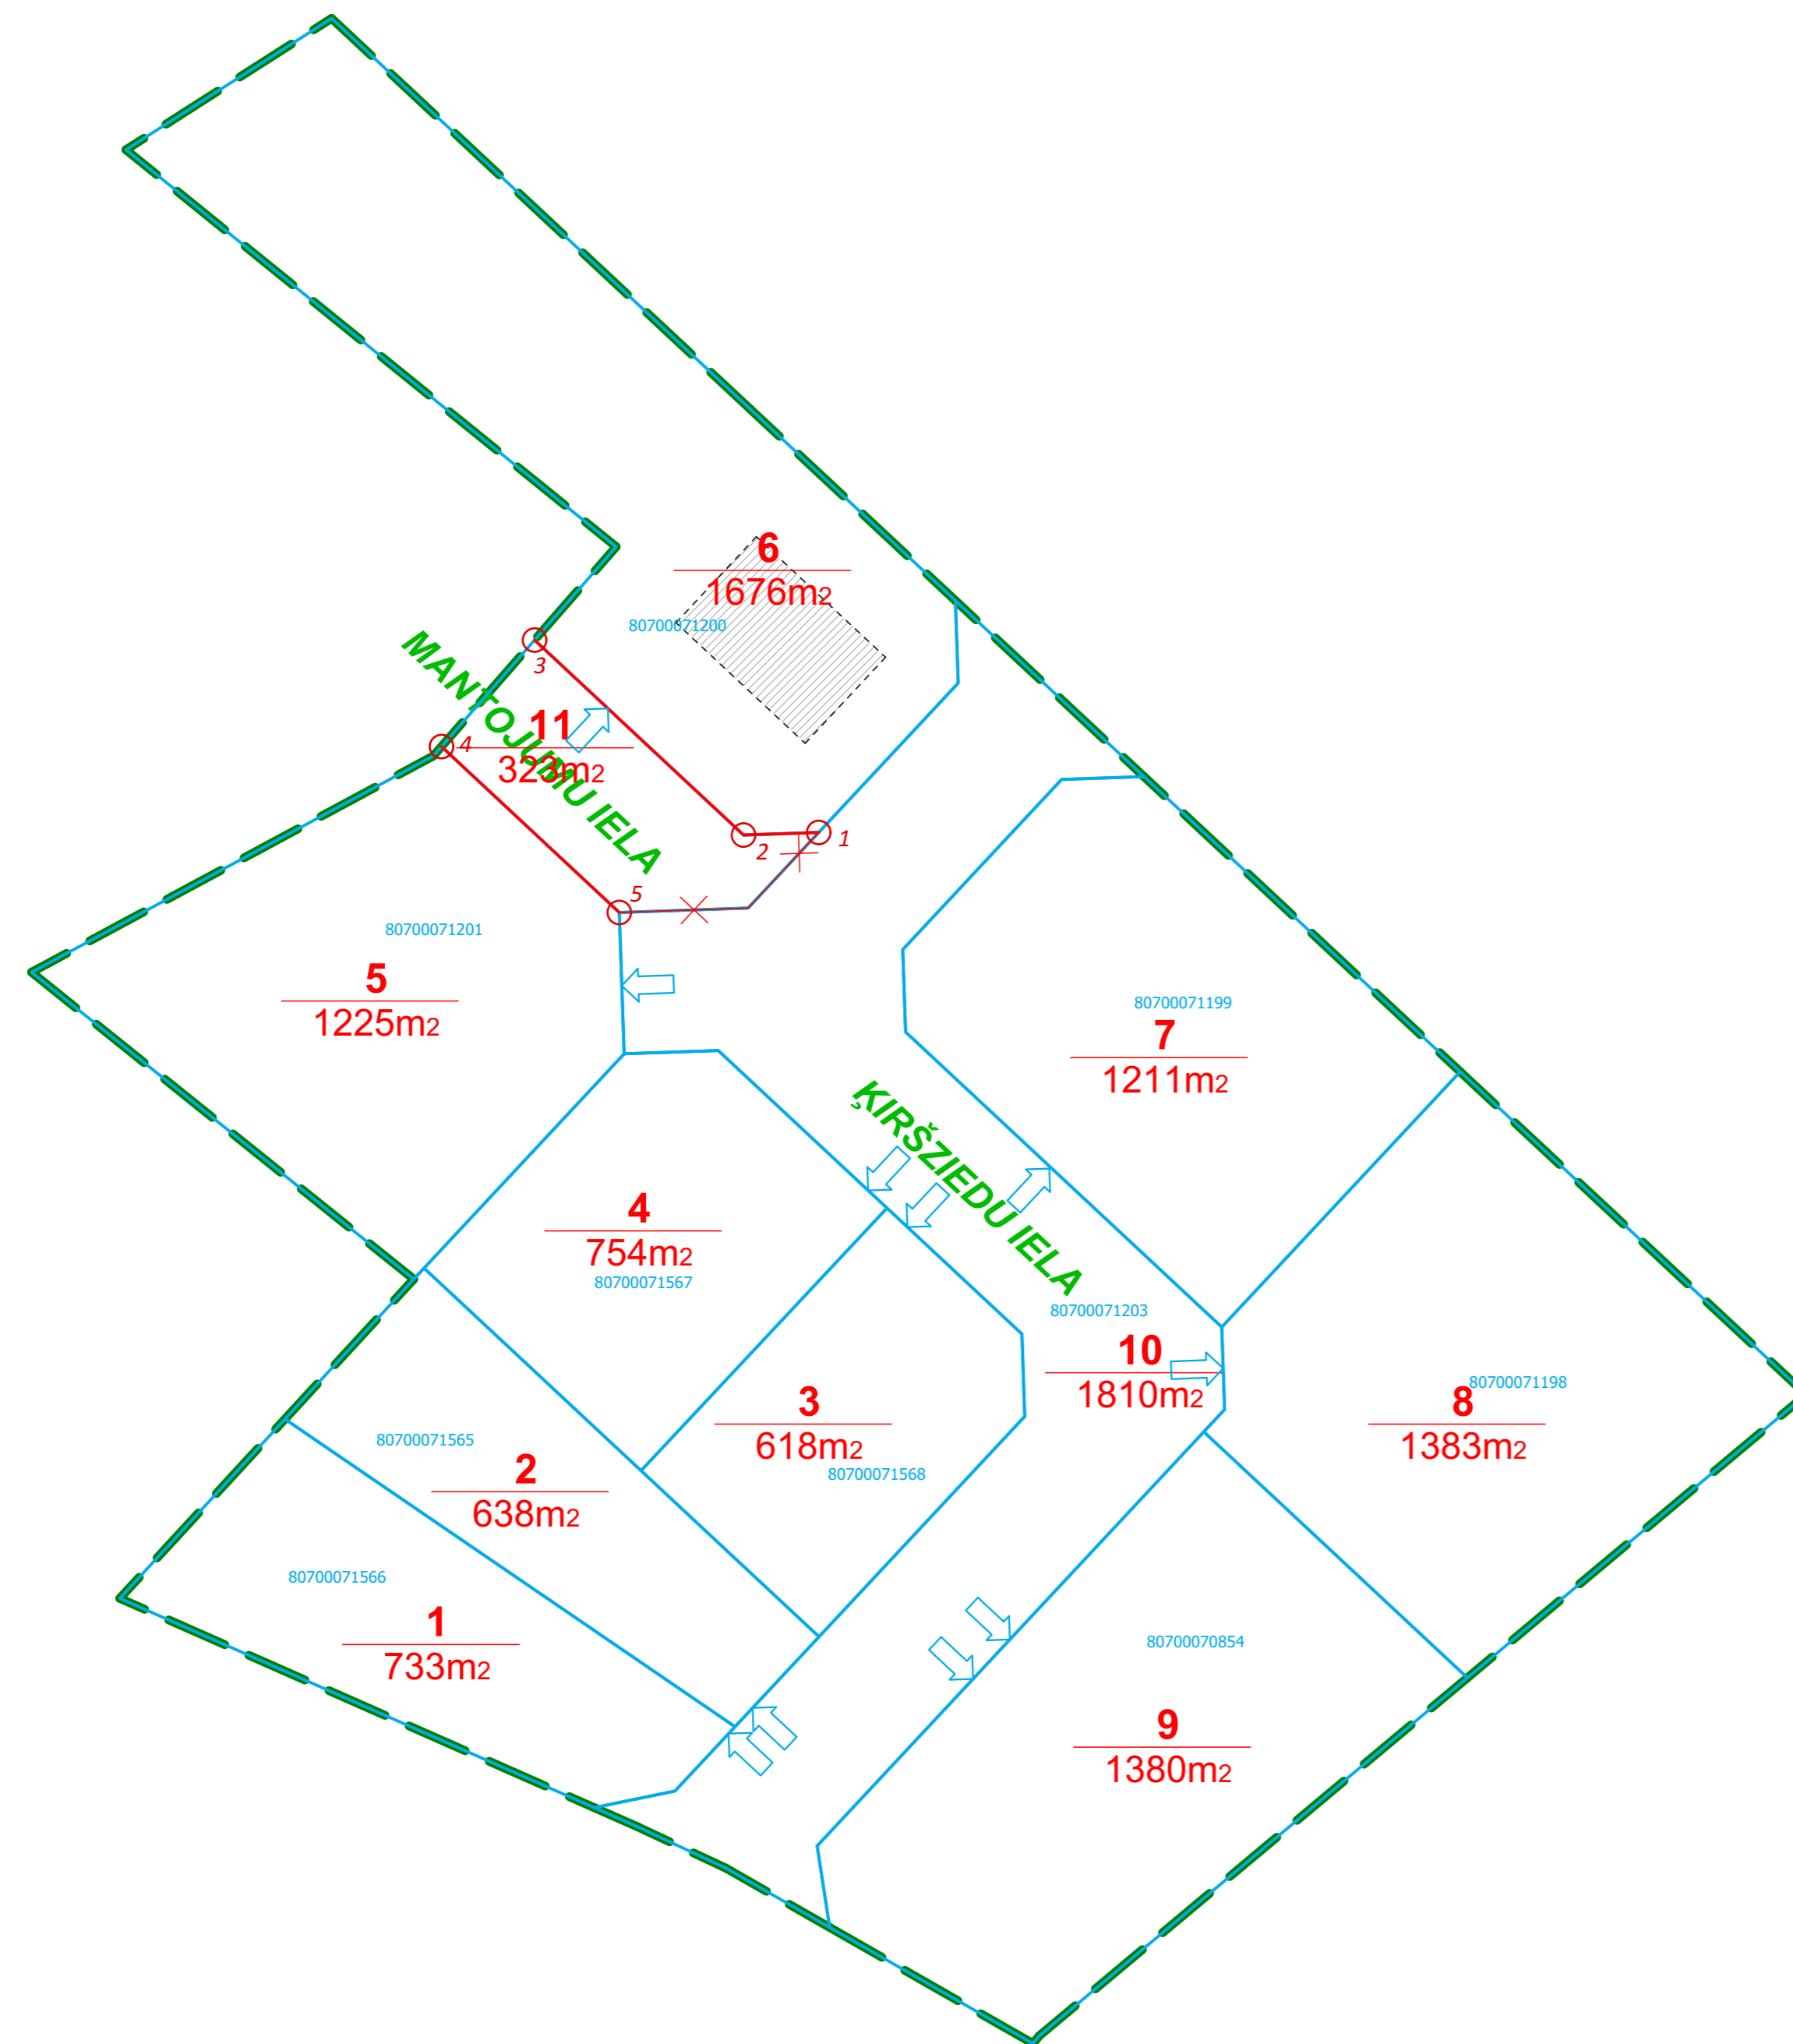 6
1676m2
80700071200
3
MANTOJUMU IELA
11
323m2
4
1
2
5
80700071201
5
1225m2
80700071199
7
1211m2
ĶIRŠZIEDU IELA
4
754m2
80700071567
80700071203
10
1810m2
80700071198
8
1383m2
3
618m2
80700071568
80700071565
2
638m2
80700071566
1
733m2
80700070854
9
1380m2